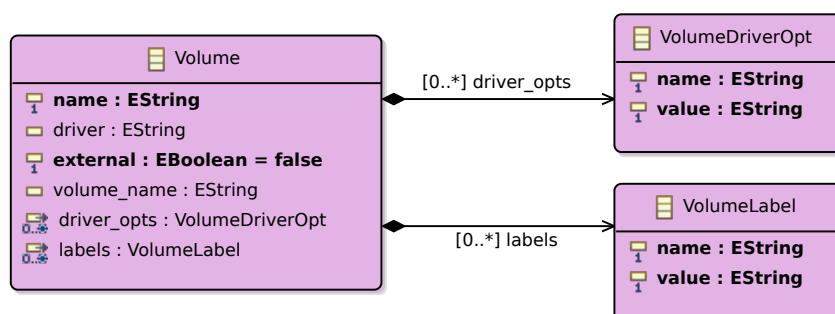 Volume
name : EString
driver : EString
external : EBoolean = false
volume_name : EString
driver_opts : VolumeDriverOpt
labels : VolumeLabel
[0..*] driver_opts
[0..*] labels
VolumeDriverOpt
name : EString
value : EString
VolumeLabel
name : EString
value : EString